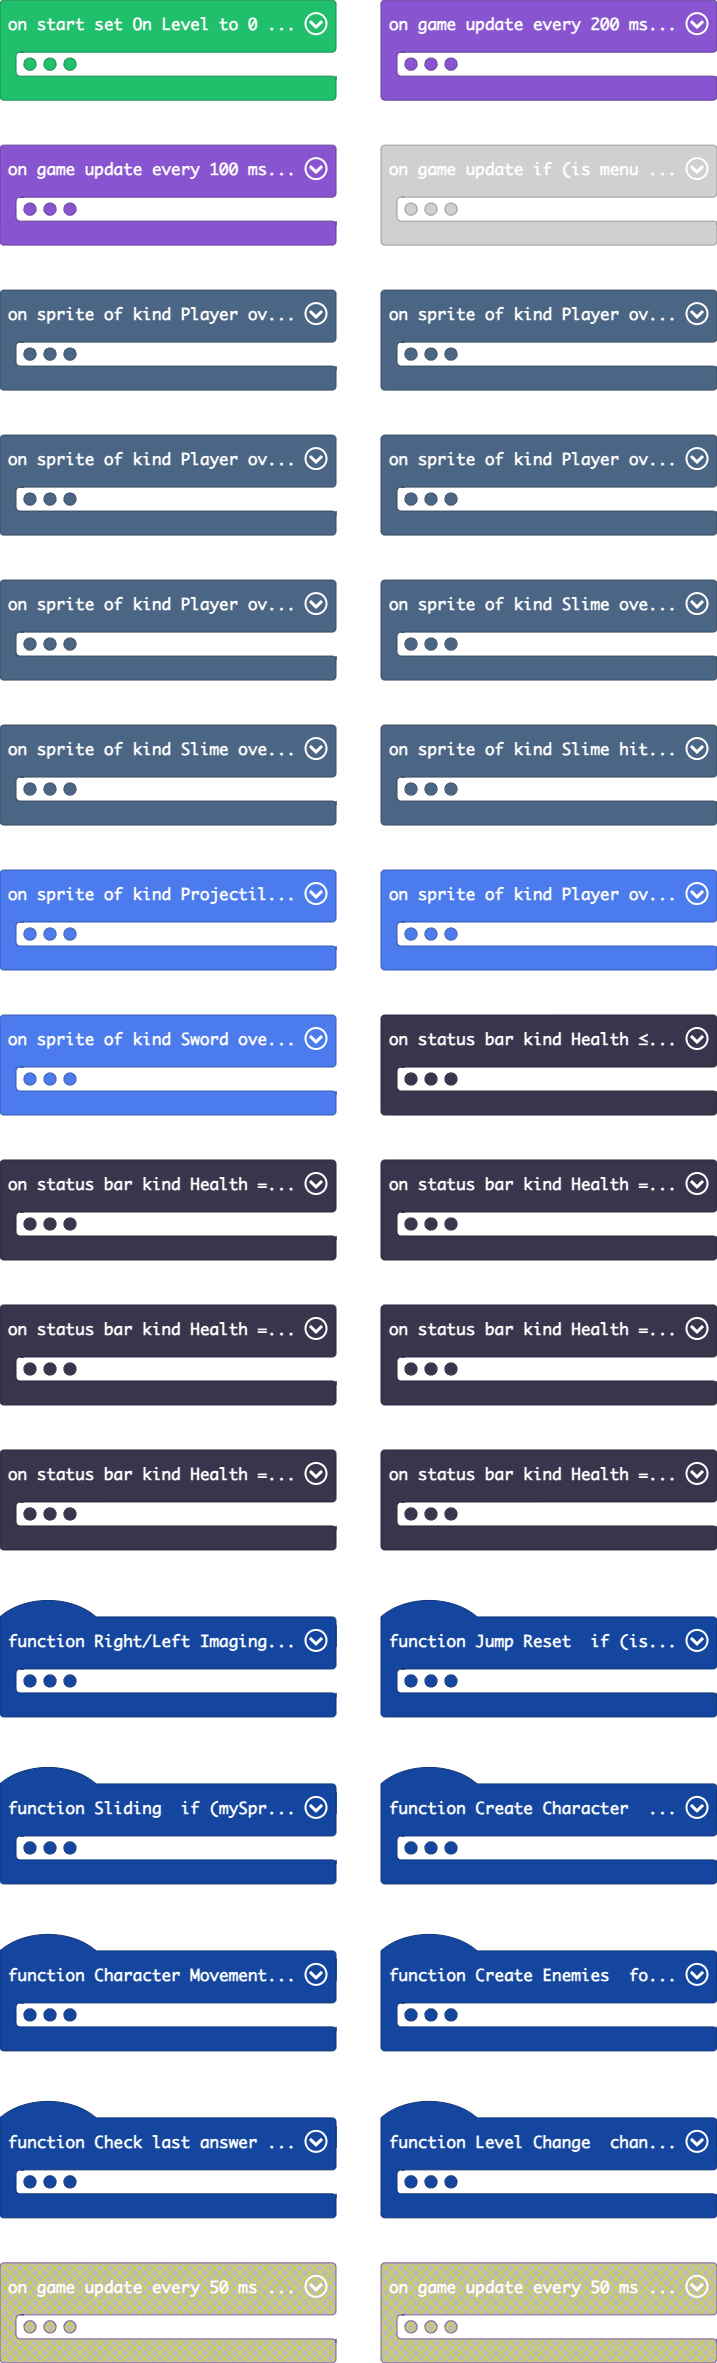 on start set On Level to 0 ...
on game update every 200 ms...
on game update every 100 ms...
on game update if (is menu ...
on sprite of kind Player ov...
on sprite of kind Player ov...
on sprite of kind Player ov...
on sprite of kind Player ov...
on sprite of kind Player ov...
on sprite of kind Slime ove...
on sprite of kind Slime ove...
on sprite of kind Slime hit...
on sprite of kind Projectil...
on sprite of kind Player ov...
on sprite of kind Sword ove...
on status bar kind Health ≤...
on status bar kind Health =...
on status bar kind Health =...
on status bar kind Health =...
on status bar kind Health =...
on status bar kind Health =...
on status bar kind Health =...
function Right/Left Imaging...
function Jump Reset if (is...
function Sliding if (mySpr...
function Create Character ...
function Character Movement...
function Create Enemies fo...
function Check last answer ...
function Level Change chan...
on game update every 50 ms ...
on game update every 50 ms ...